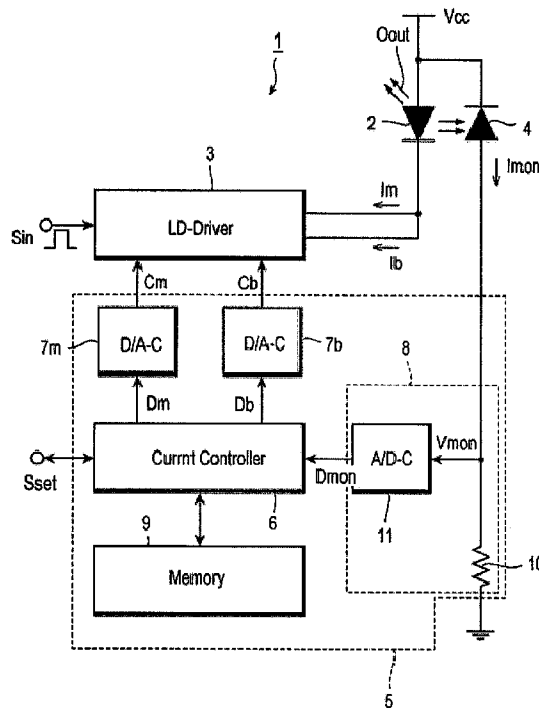 1
Oout
Vcc
2
4
Imon
3
Im
LD-Driver
Sin
Ib
Cm
Cb
7m
D/A-C
D/A-C
7b
8
Dm
Db
Vmon
Currnt Controller
A/D-C
Sset
Dmon
9
6
11
10
Memory
5